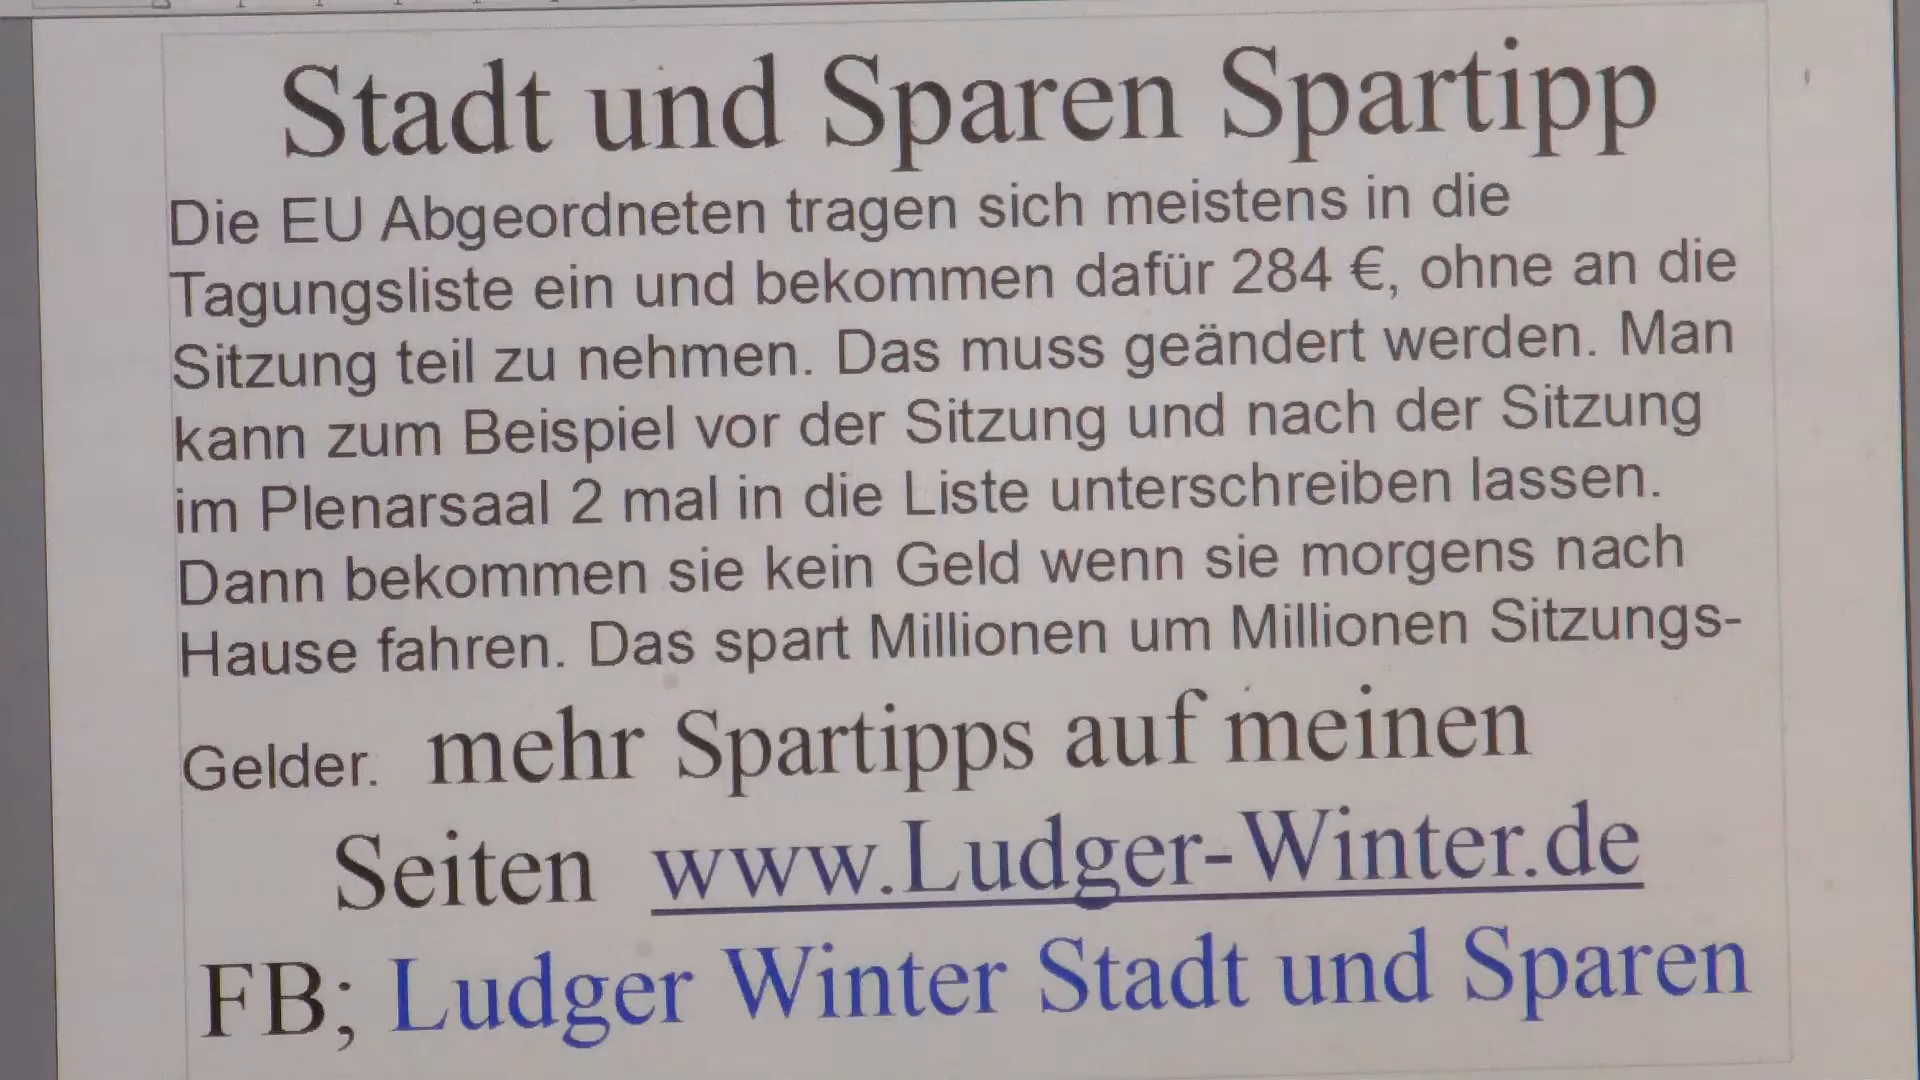 Stadt und Sparen Spartipp
Die EU Abgeordneten tragen sich meistens in die
Tagungsliste ein und bekommen dafür 284 €, ohne an die
Sitzung teil zu nehmen. Das muss geändert werden. Man
kann zum Beispiel vor der Sitzung und nach der Sitzung
im Plenarsaal 2 mal in die Liste unterschreiben lassen.
Dann bekommen sie kein Geld wenn sie morgens nach
Hause fahren. Das spart Millionen um Millionen Sitzungs-
Gelder. mehr Spartipps auf meinen
Seiten www.Ludger-Winter.de
FB; Ludger Winter Stadt und Sparen